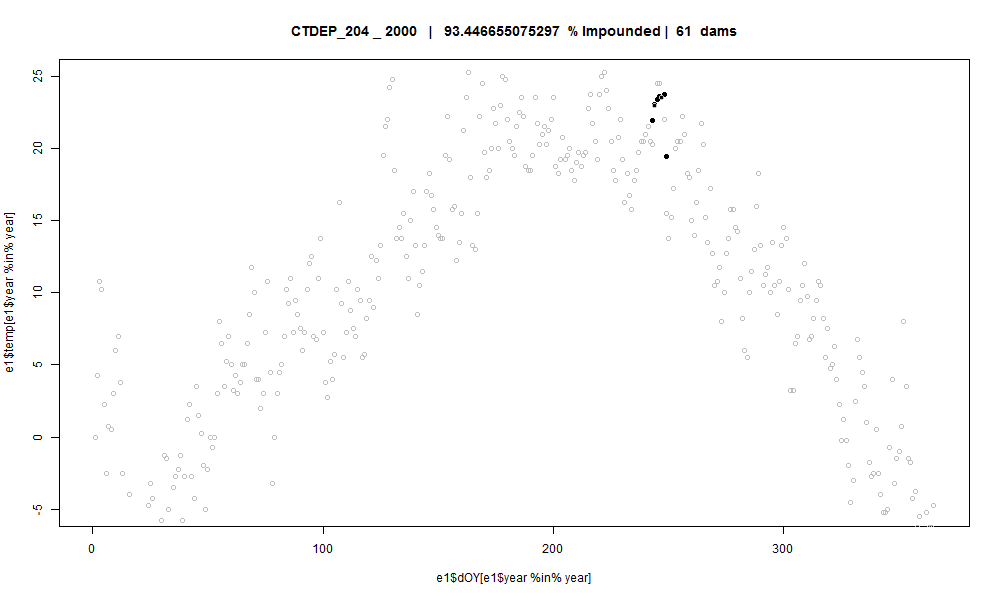 CTDEP_204 _ 2000 | 93.446655075297 % Impounded | 61 dams
25
20
15
10
5
0
-5
e1$temp[e1$year %in% year]
0 100 200 300
e1$dOY[e1$year %in% year]